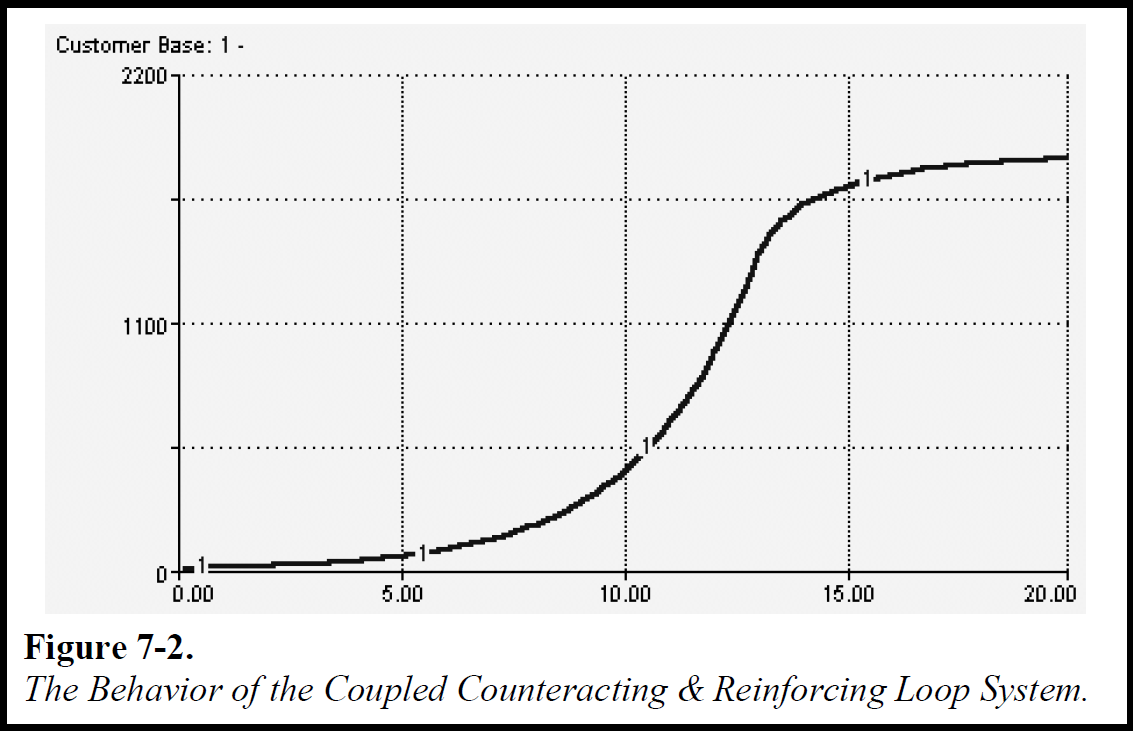 Customer Base: 1 -
2200
1100
0
1 1 1 1
0.00 5.00 10.00 15.00 20.00
Figure 7-2.
The Behavior of the Coupled Counteracting & Reinforcing Loop System.